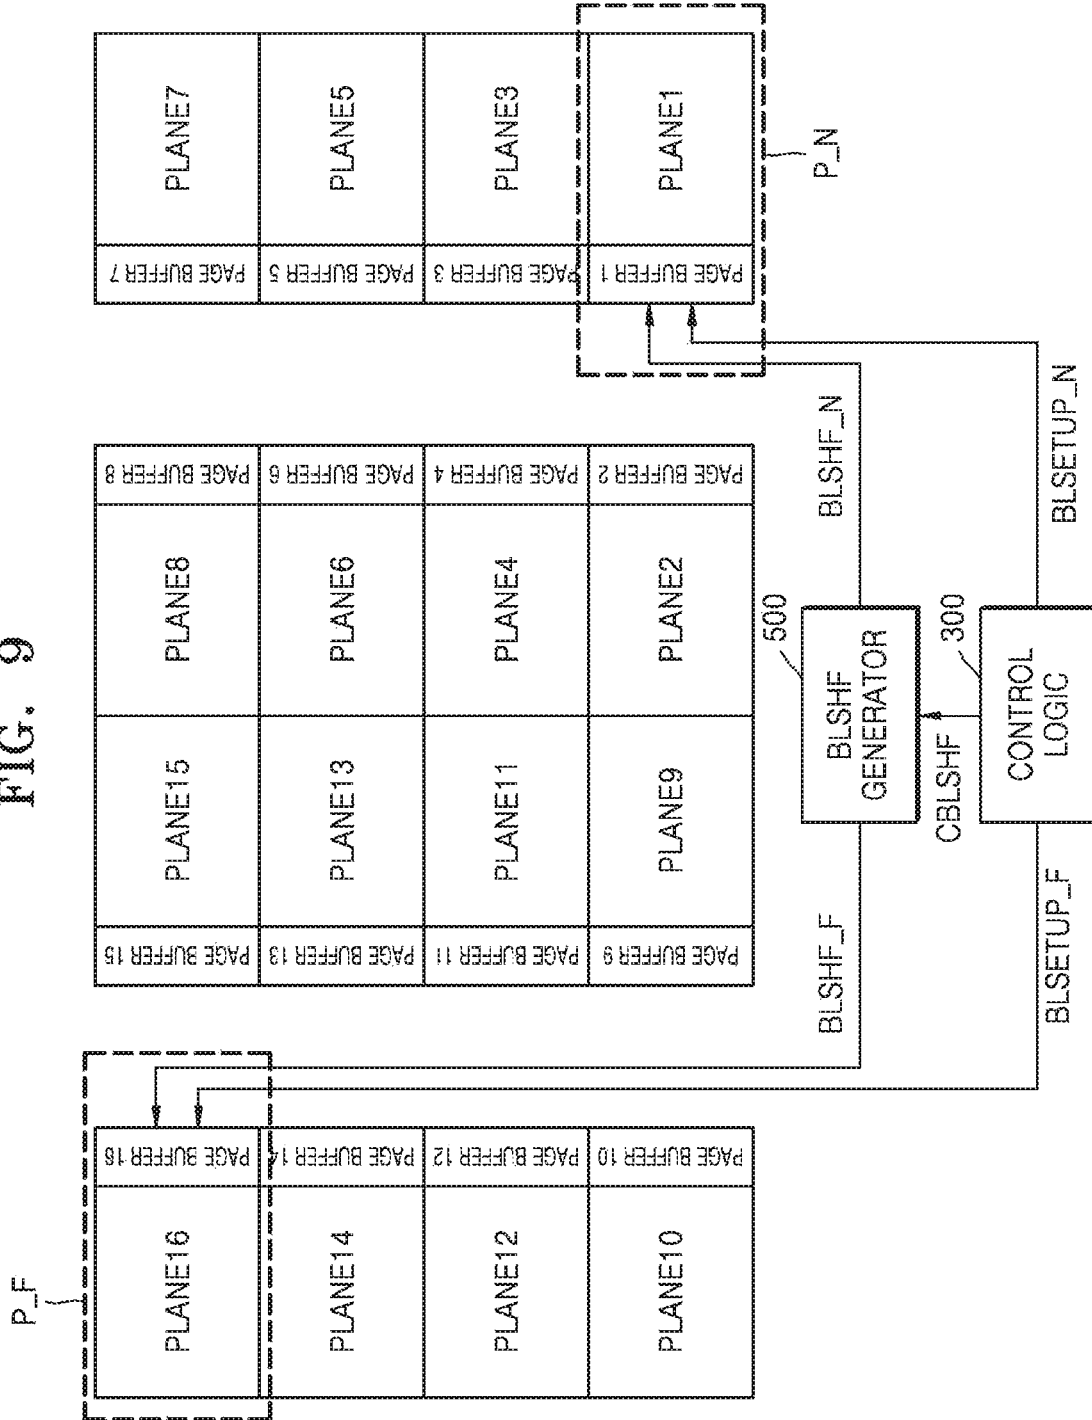 FIG. 9
P_F
PLANE16
PAGE BUFFER 16
PAGE BUFFER 15
PLANE15
PLANE8
PAGE BUFFER 8
PAGE BUFFER 7
PLANE7
PLANE14
PAGE BUFFER 14
PAGE BUFFER 13
PLANE13
PLANE6
PAGE BUFFER 6
PAGE BUFFER 5
PLANE5
PLANE12
PAGE BUFFER 12
PAGE BUFFER 11
PLANE11
PLANE4
PAGE BUFFER 4
PAGE BUFFER 3
PLANE3
PLANE10
PAGE BUFFER 10
PAGE BUFFER 9
PLANE9
PLANE2
PAGE BUFFER 2
PAGE BUFFER 1
PLANE1
P_N
BLSHF_F
BLSHF
GENERATOR
500
BLSHF_N
CBLSHF
300
BLSETUP_F
CONTROL
LOGIC
BLSETUP_N